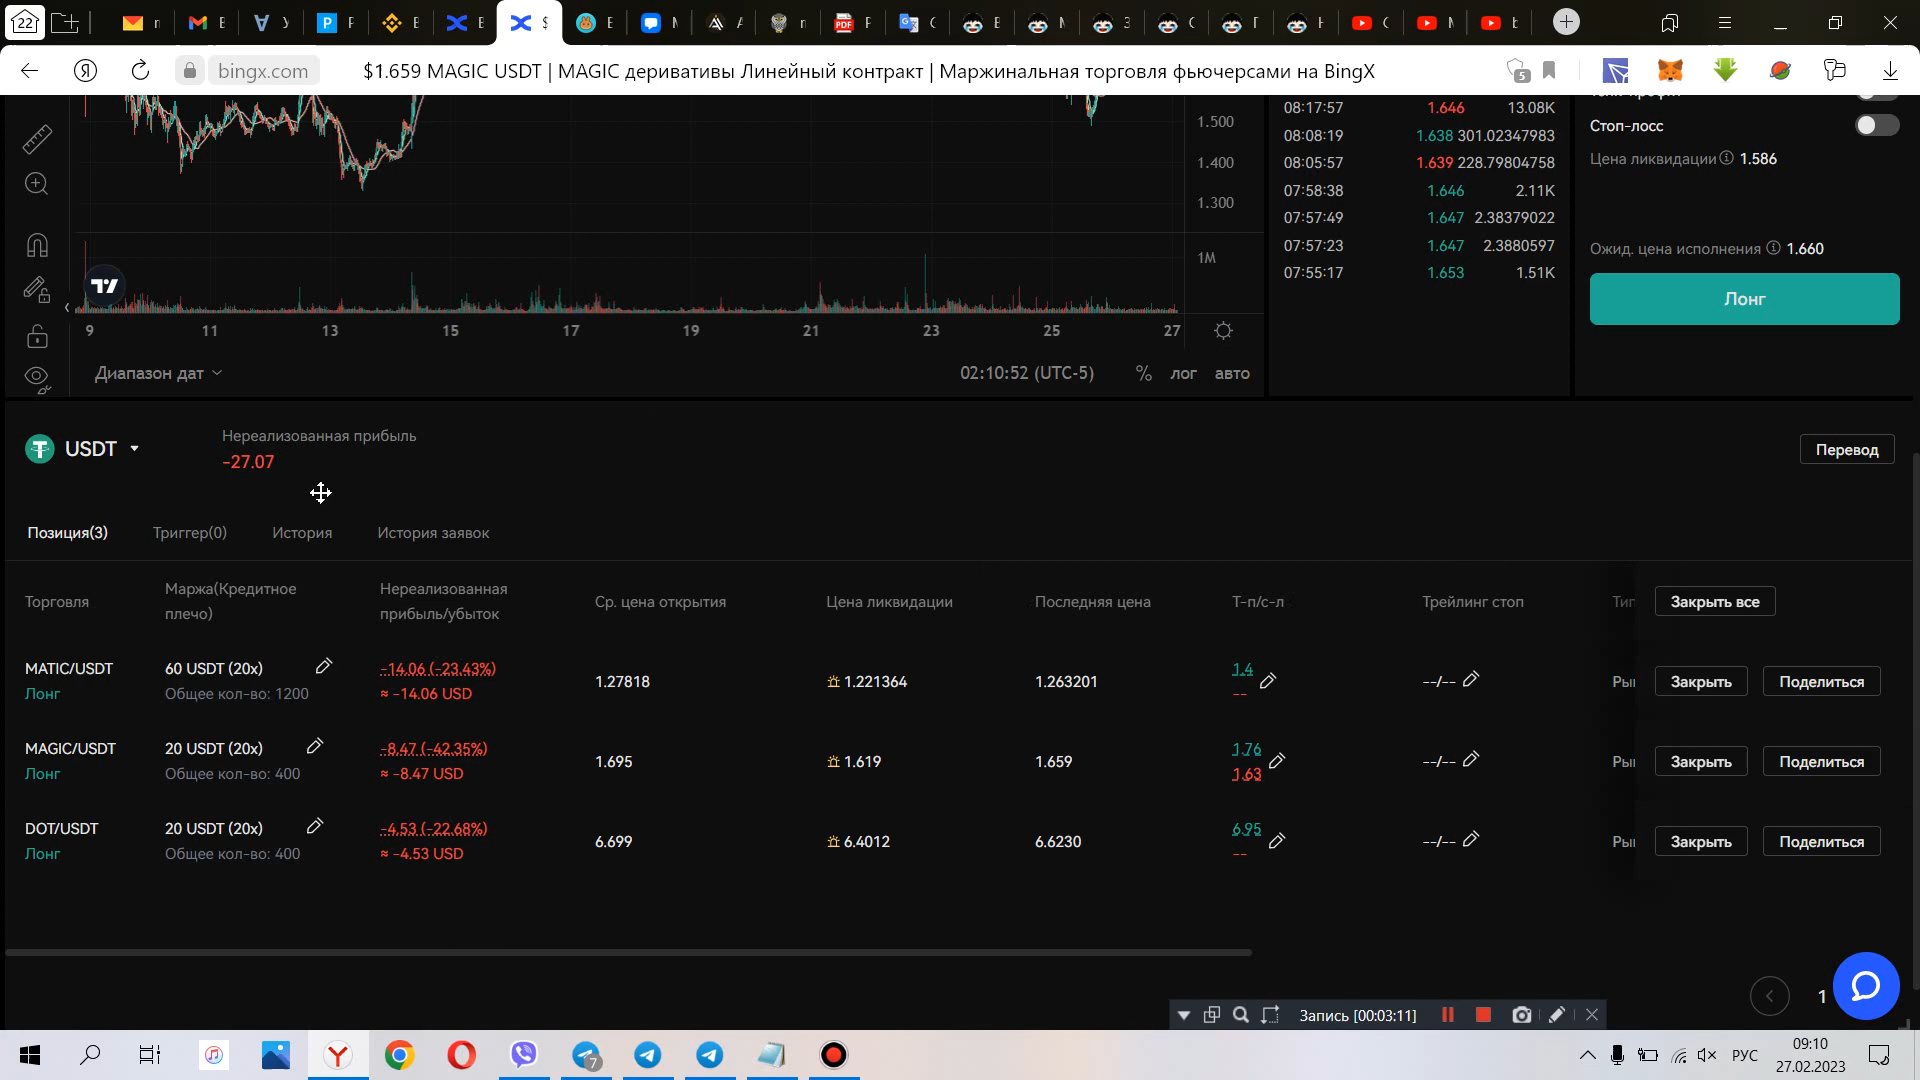 22
bingx.com
$1.659 MAGIC USDT | MAGIC деривативы Линейный контракт | Маржинальная торговля фьючерсами на BingX
5
1.500
1.400
1.300
1M
9 11 13 15 17 19 21 23 25 27
Диапазон дат
02:10:52 (UTC-5)
% лог авто
08:17:57 1.646 13.08K
08:08:19 1.638 301.02347983
08:05:57 1.639 228.79804758
07:58:38 1.646 2.11K
07:57:49 1.647 2.38379022
07:57:23 1.647 2.3880597
07:55:17 1.653 1.51K
Стоп-лосс
Цена ликвидации 1.586
Ожид. цена исполнения 1.660
Лонг
USDT
Нереализованная прибыль
-27.07
Перевод
Позиция(3) Триггер(0) История История заявок
Торговля
Маржа(Кредитное
плечо)
Нереализованная
прибыль/убыток
Ср. цена открытия
Цена ликвидации
Последняя цена
Т-п/с-л
Трейлинг стоп
Тип
Закрыть все
MATIC/USDT 60 USDT (20x) -14.06 (-23.43%) 1.27818 1.221364 1.263201 1.4 --/-- Закрыть Поделиться
Лонг Общее кол-во: 1200 ≈ -14.06 USD --
MAGIC/USDT 20 USDT (20x) -8.47 (-42.35%) 1.695 1.619 1.659 1.76 --/-- Закрыть Поделиться
Лонг Общее кол-во: 400 ≈ -8.47 USD 1.63
DOT/USDT 20 USDT (20x) -4.53 (-22.68%) 6.699 6.4012 6.6230 6.95 --/-- Закрыть Поделиться
Лонг Общее кол-во: 400 ≈ -4.53 USD --
1
Запись [00:03:11]
7
РУС
09:10
27.02.2023